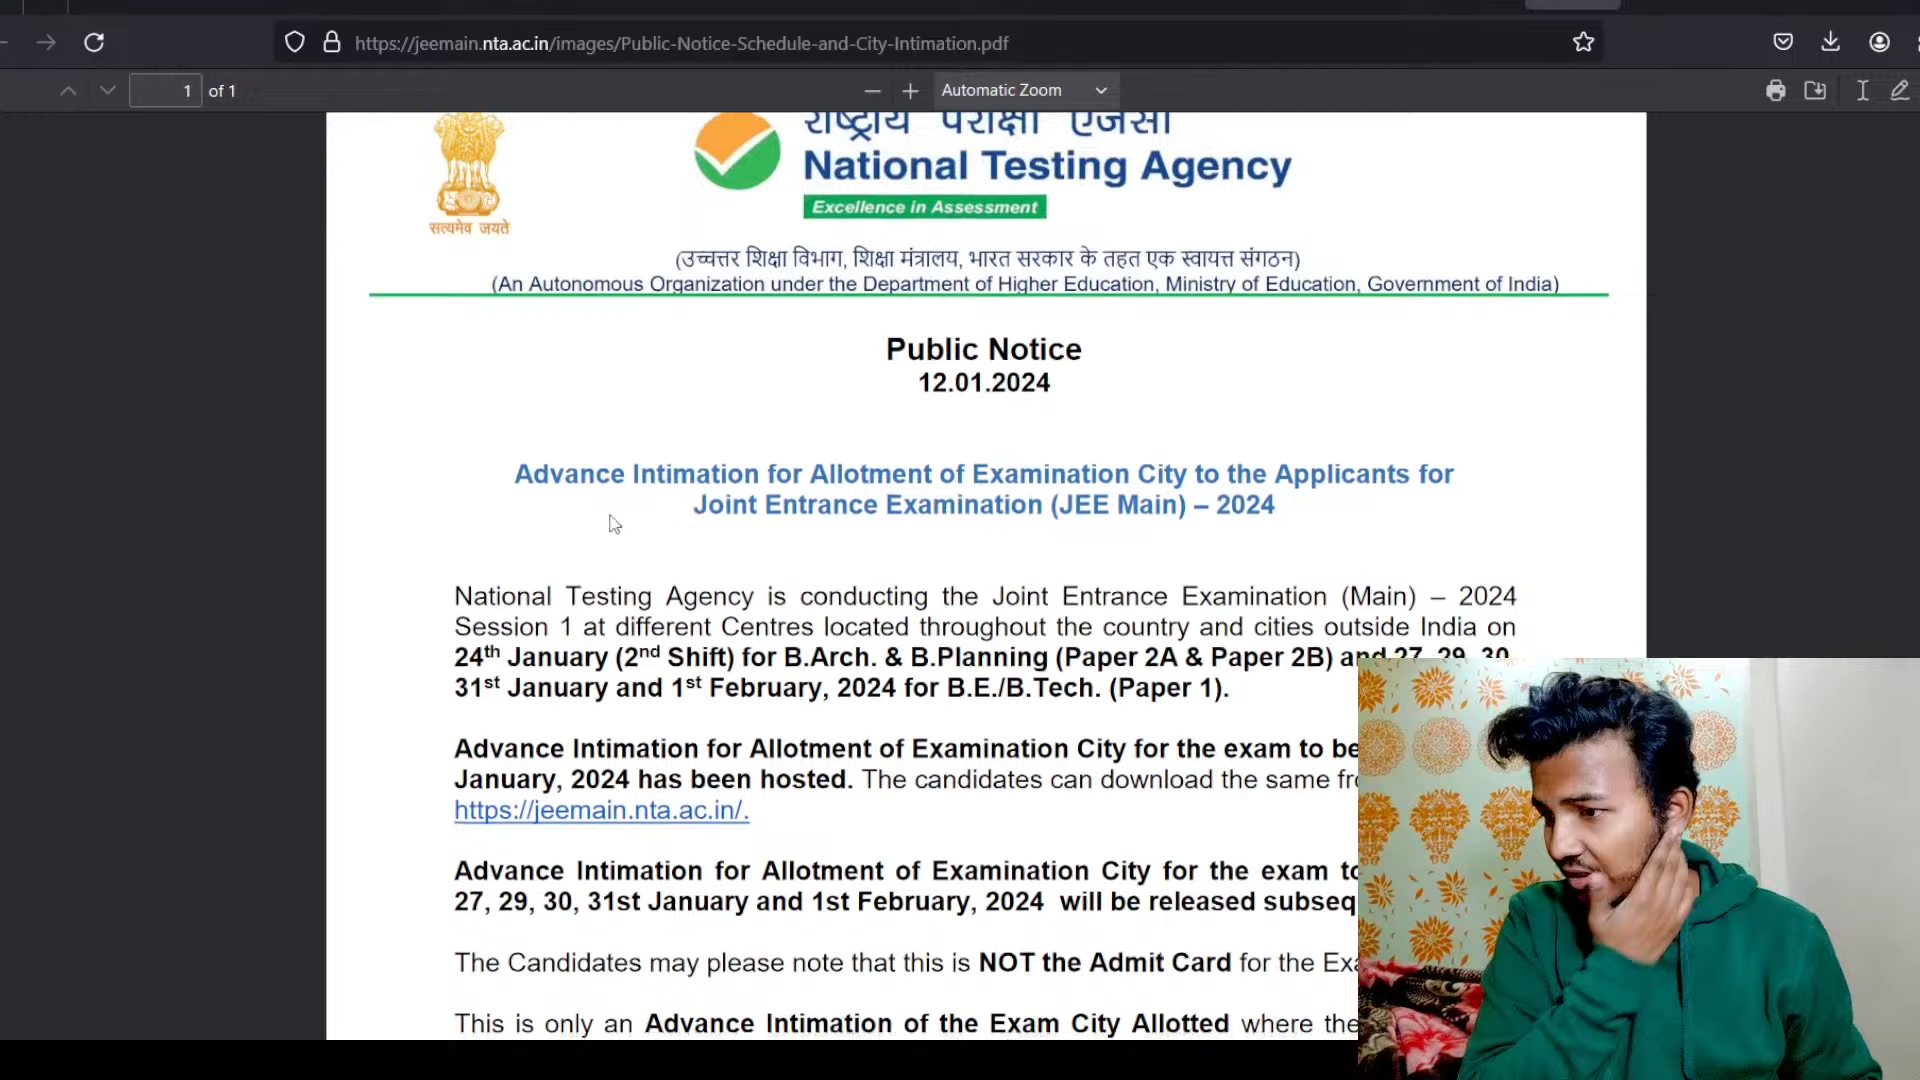 https://jeemain.nta.ac.in/images/Public-Notice-Schedule-and-City-Intimation.pdf
1 of 1
Automatic Zoom
राष्ट्रीय परीक्षा एजेंसी
National Testing Agency
Excellence in Assessment
सत्यमेव जयते
(उच्चत्तर शिक्षा विभाग, शिक्षा मंत्रालय, भारत सरकार के तहत एक स्वायत्त संगठन)
(An Autonomous Organization under the Department of Higher Education, Ministry of Education, Government of India)
Public Notice
12.01.2024
Advance Intimation for Allotment of Examination City to the Applicants for
Joint Entrance Examination (JEE Main) – 2024
National Testing Agency is conducting the Joint Entrance Examination (Main) – 2024
Session 1 at different Centres located throughout the country and cities outside India on
24th January (2nd Shift) for B.Arch. & B.Planning (Paper 2A & Paper 2B) and 27, 29, 30,
31st January and 1st February, 2024 for B.E./B.Tech. (Paper 1).
Advance Intimation for Allotment of Examination City for the exam to be
January, 2024 has been hosted. The candidates can download the same
https://jeemain.nta.ac.in/.
Advance Intimation for Allotment of Examination City for the exam
27, 29, 30, 31st January and 1st February, 2024 will be released
The Candidates may please note that this is NOT the Admit Card for the
This is only an Advance Intimation of the Exam City Allotted where the